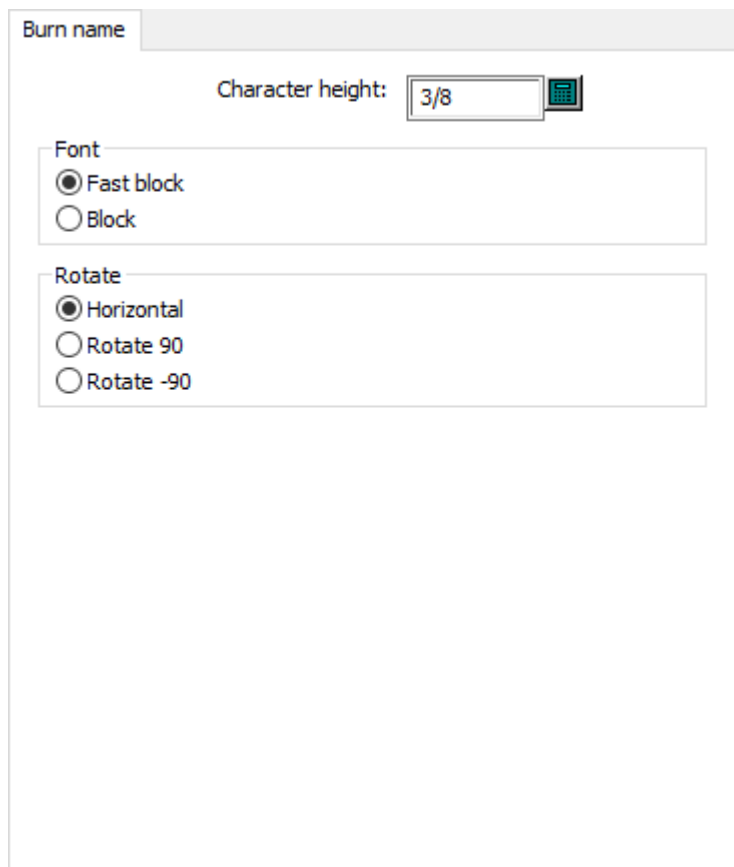 Burn name
Character height: 3/8
Font
Fast block
Block
Rotate
Horizontal
Rotate 90
Rotate -90